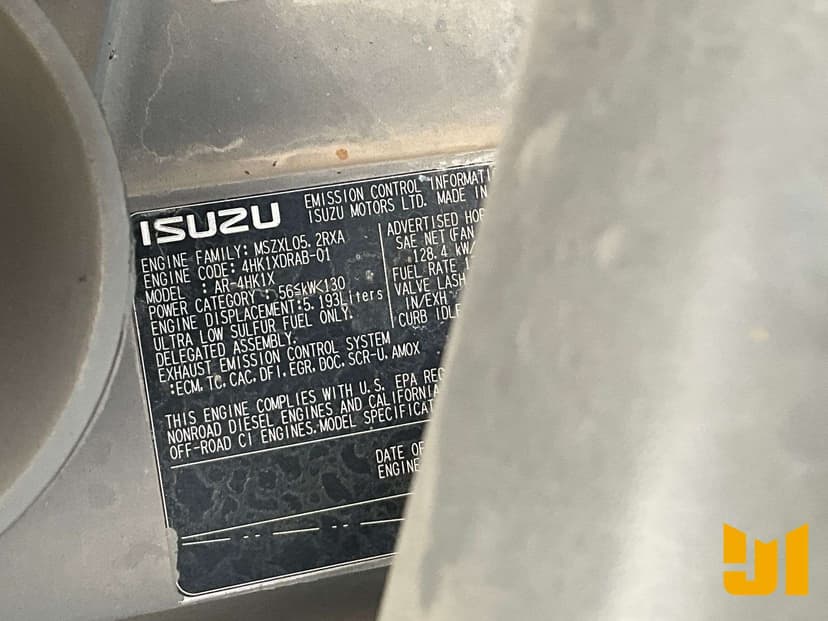 ISUZU
EMISSION CONTROL
ISUZU MOTORS LTD. MADE IN
ENGINE FAMILY: MSZXL05.2RXA
ENGINE CODE: 4HK1XDRAB-01
MODEL : AR-4HK1X
POWER CATEGORY : 56≦kW<130
ENGINE DISPLACEMENT:5.193Liters
ULTRA LOW SULFUR FUEL ONLY.
DELEGATED ASSEMBLY.
EXHAUST EMISSION CONTROL SYSTEM
:ECM, TC, CAC, DFI, EGR, DOC, SCR-U, AMOX
ADVERTISED
SAE NET(FAN
128.4 kW/
FUEL RATE
VALVE LASH
IN/EXH
CURB IDLE
THIS ENGINE COMPLIES WITH U.S. EPA
NONROAD DIESEL ENGINES AND CALIFORNIA
OFF-ROAD CI ENGINES. MODEL
DATE OF
ENGINE